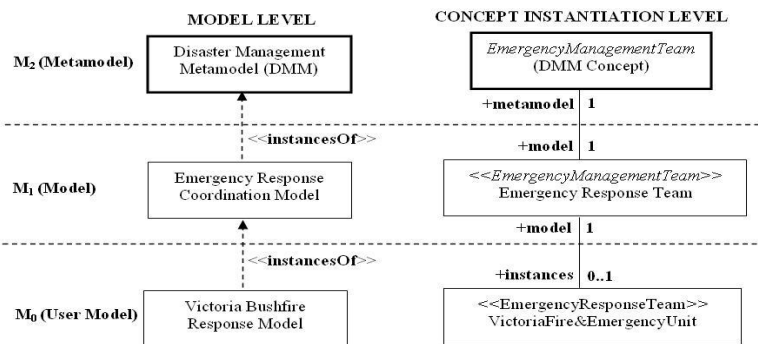 MODEL LEVEL
CONCEPT INSTANTIATION LEVEL
M₂ (Metamodel)
Disaster Management
Metamodel (DMM)
EmergencyManagementTeam
(DMM Concept)
+metamodel 1
<<instancesOf>>
+model 1
M₁ (Model)
Emergency Response
Coordination Model
<<EmergencyManagementTeam>>
Emergency Response Team
+model 1
<<instancesOf>>
+instances 0..1
M₀ (User Model)
Victoria Bushfire
Response Model
<<EmergencyResponseTeam>>
VictoriaFire&EmergencyUnit